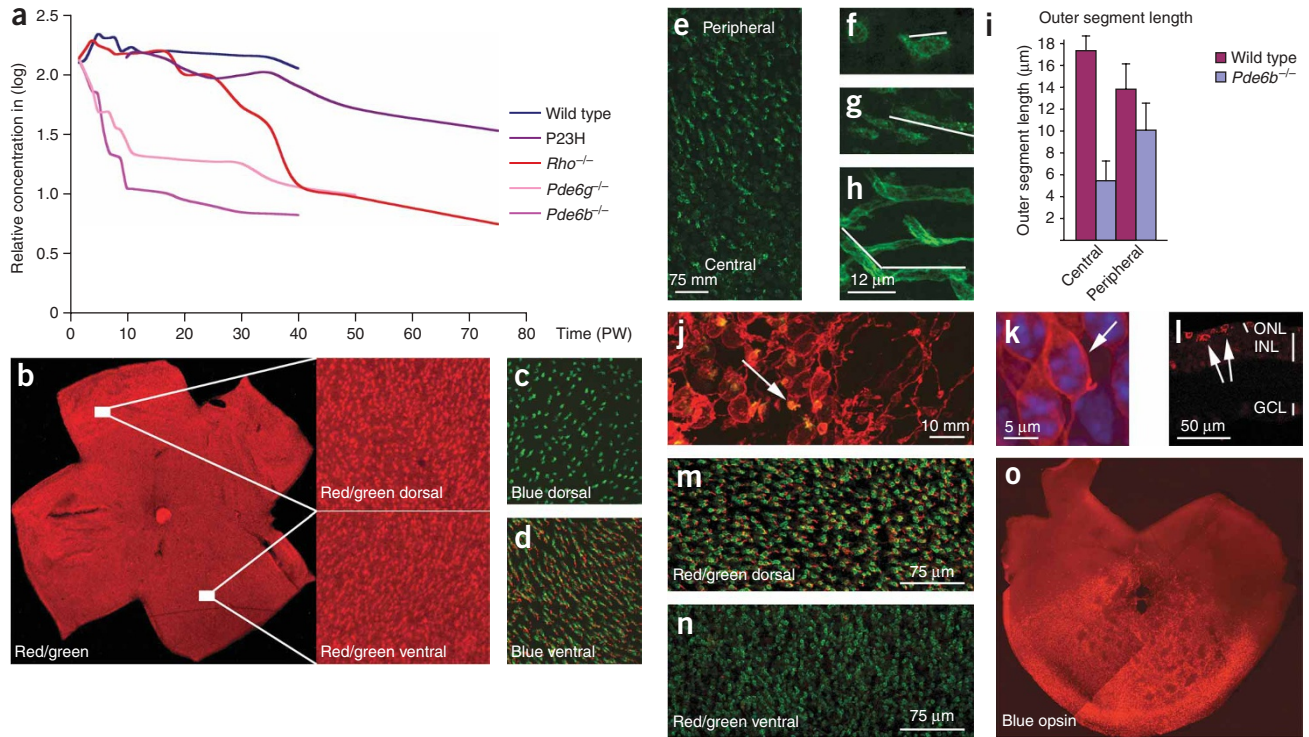 a
2.5
2.0
1.5
1.0
0.5
0
Relative concentration in (log)
0
10
20
30
40
50
60
70
80
Time (PW)
Wild type
P23H
Rho–/–
Pde6g–/–
Pde6b–/–
b
Red/green
Red/green dorsal
Red/green ventral
c
Blue dorsal
d
Blue ventral
e
Peripheral
Central
75 mm
f
g
h
12 μm
i
Outer segment length
Outer segment length (μm)
18
16
14
12
10
8
6
4
2
Central
Peripheral
Wild type
Pde6b–/–
j
10 mm
k
5 μm
l
ONL
INL
GCL
50 μm
m
Red/green dorsal
75 μm
n
Red/green ventral
75 μm
o
Blue opsin